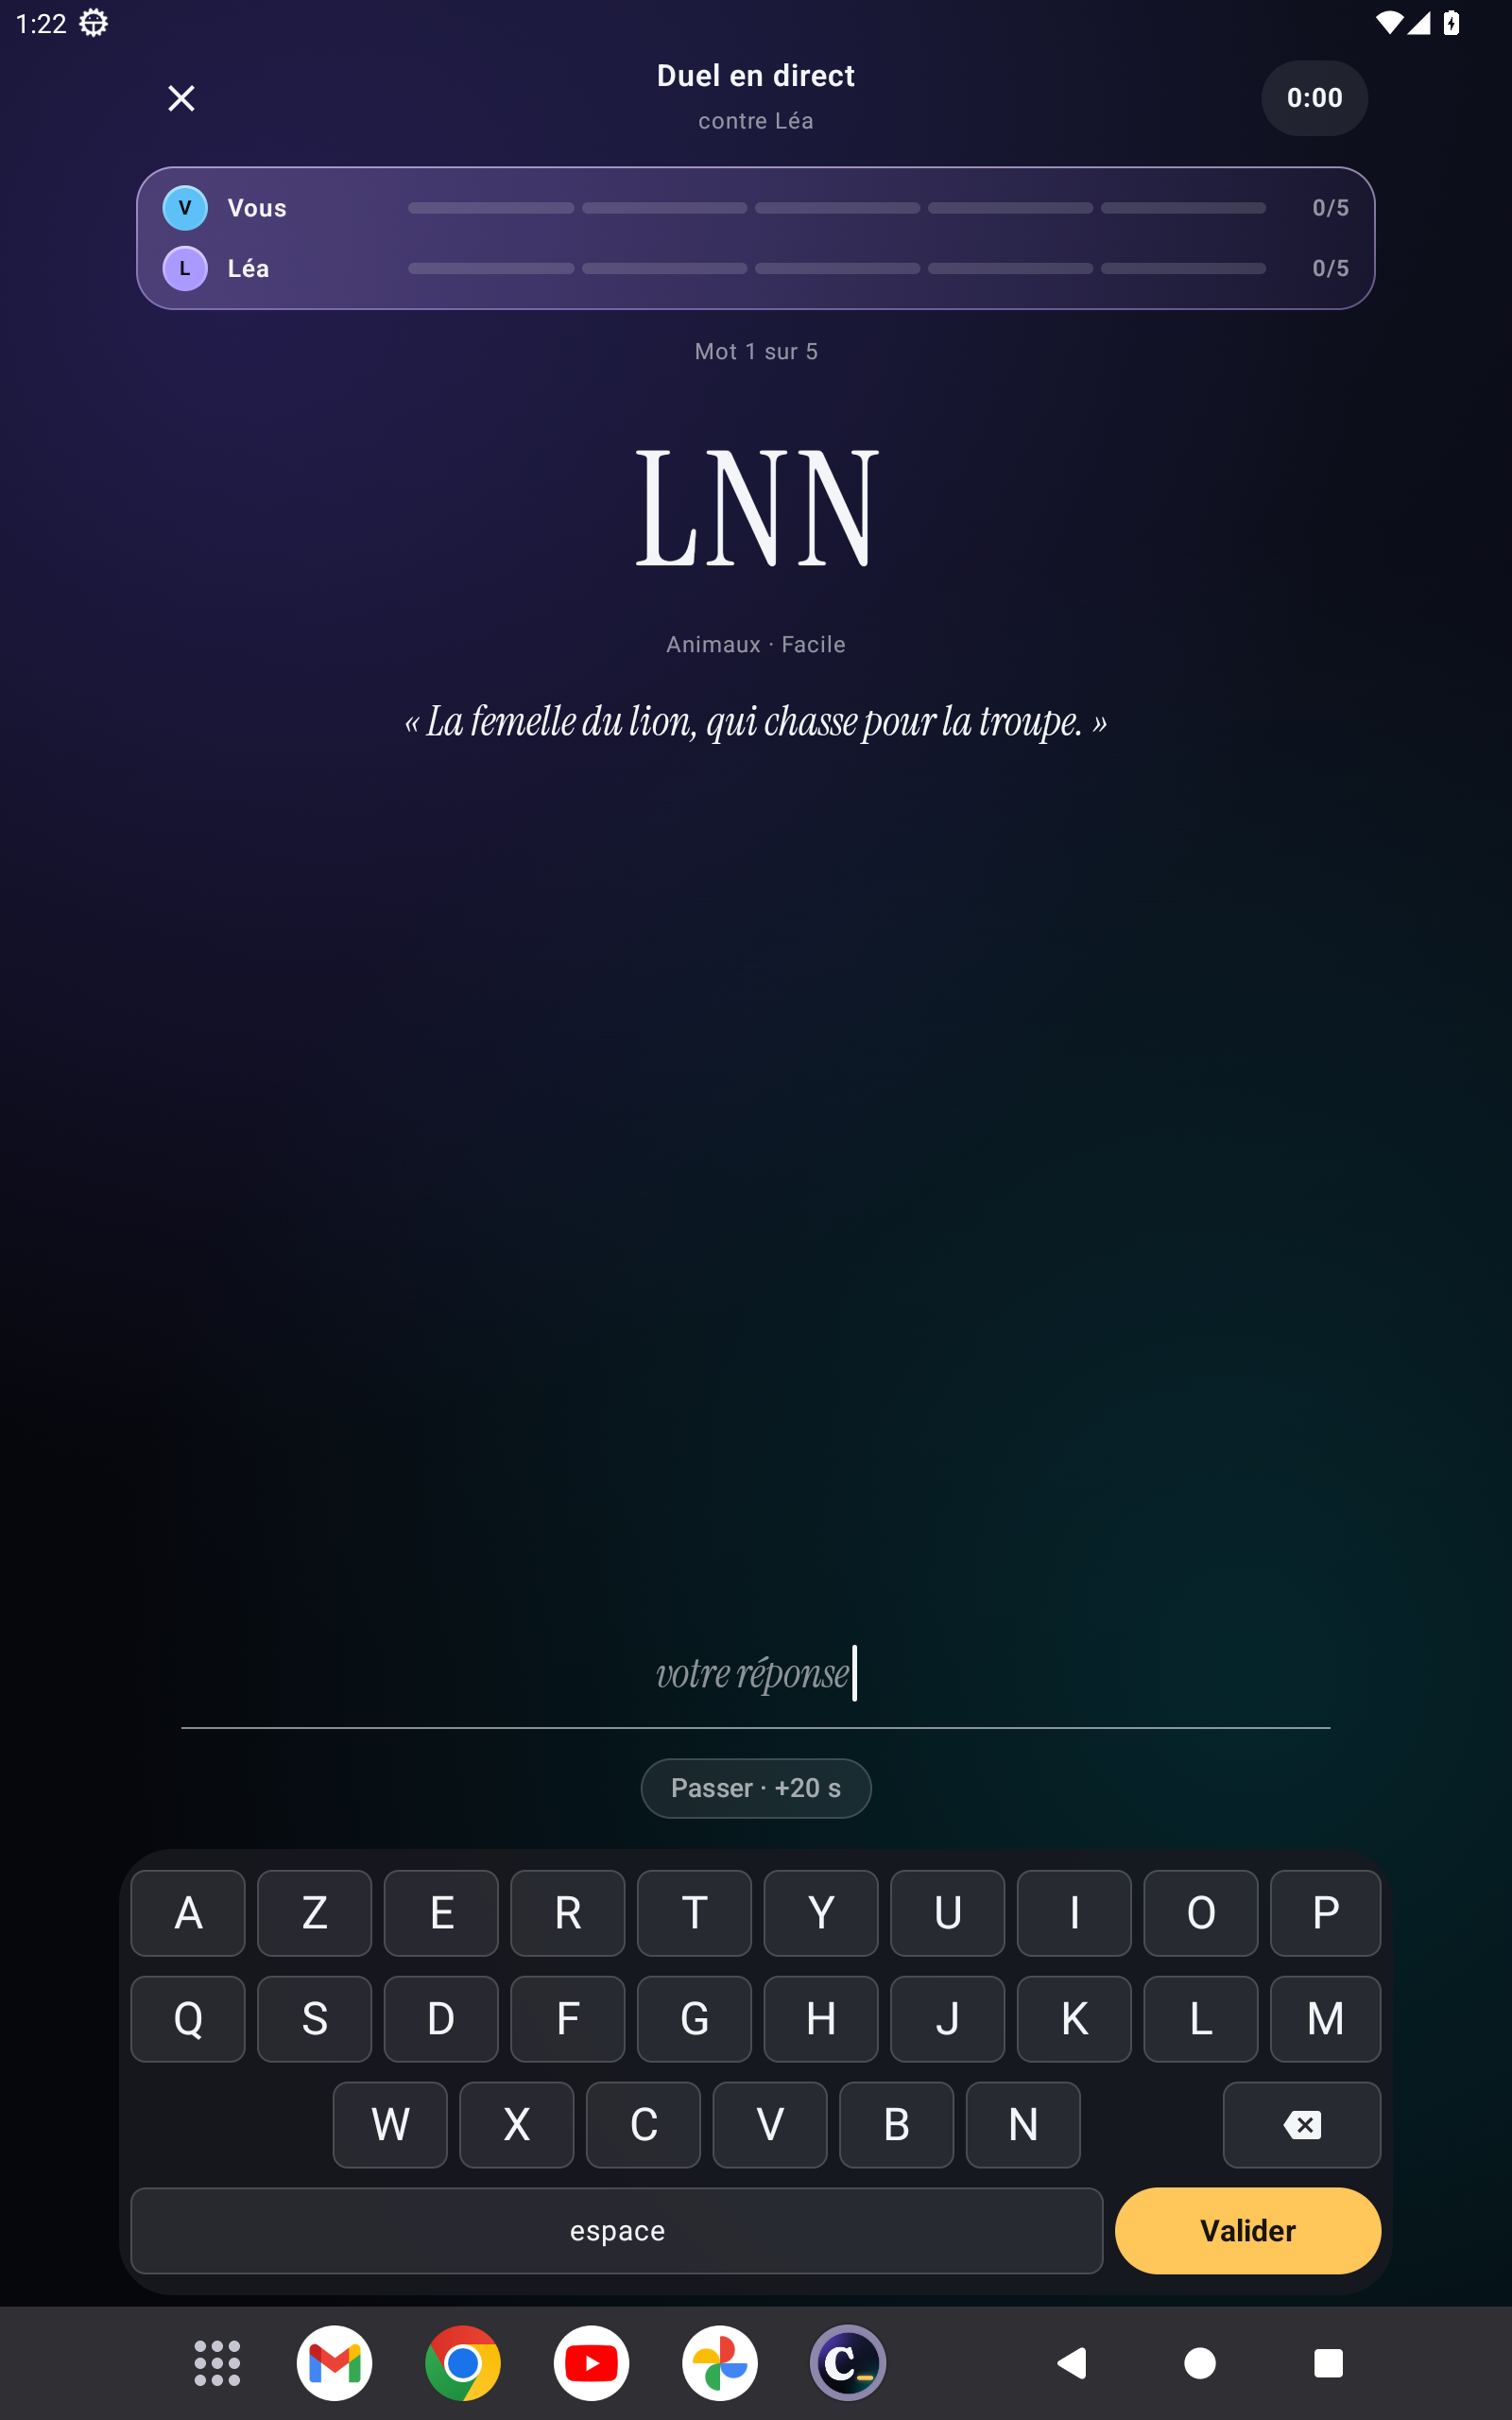 1:22
Duel en direct
contre Léa
0:00
V Vous 0/5
L Léa 0/5
Mot 1 sur 5
LNN
Animaux · Facile
« La femelle du lion, qui chasse pour la troupe. »
votre réponse
Passer · +20 s
A Z E R T Y U I O P
Q S D F G H J K L M
W X C V B N
espace Valider
C_